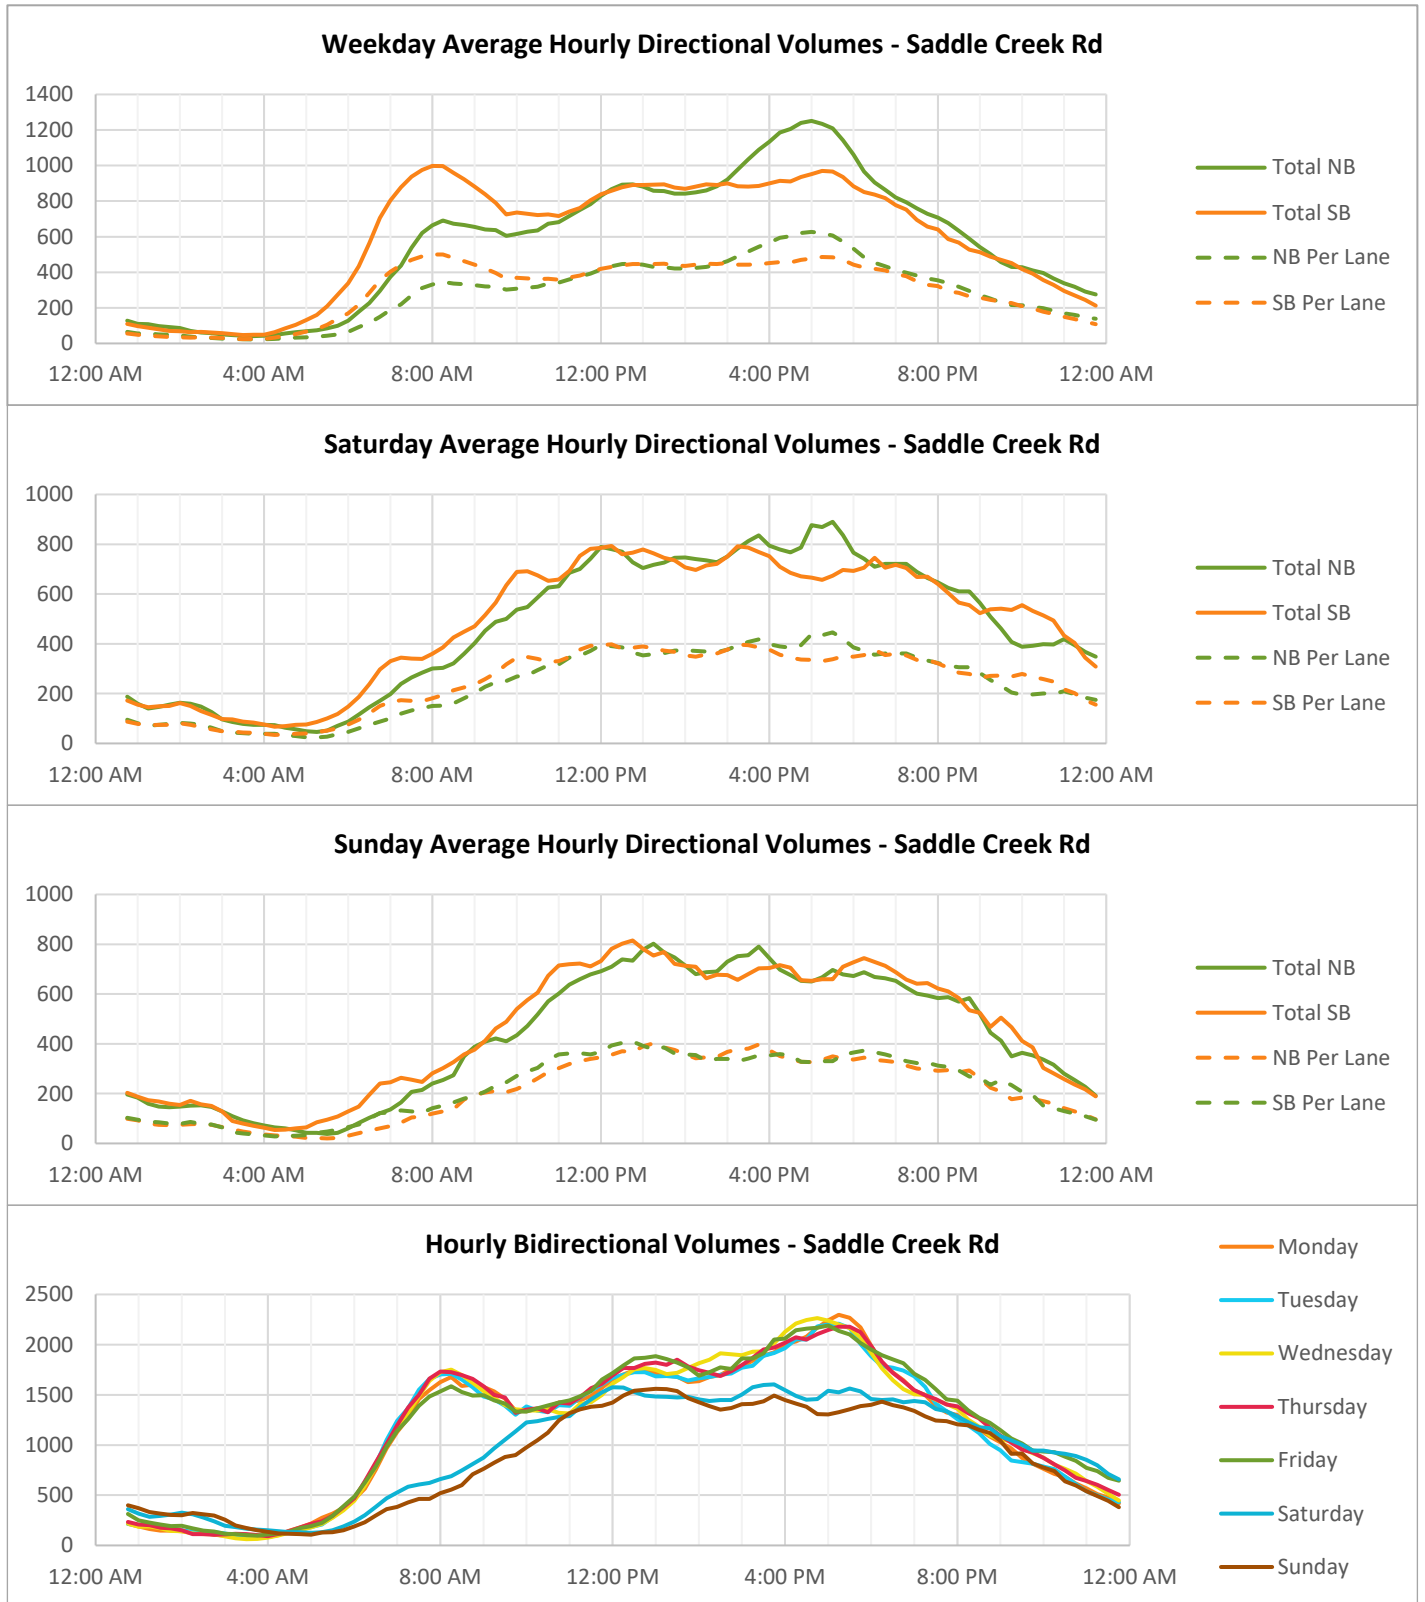 Weekday Average Hourly Directional Volumes - Saddle Creek Rd
1400
1200
1000
800
600
400
200
0
12:00 AM 4:00 AM 8:00 AM 12:00 PM 4:00 PM 8:00 PM 12:00 AM
Total NB
Total SB
NB Per Lane
SB Per Lane
Saturday Average Hourly Directional Volumes - Saddle Creek Rd
1000
800
600
400
200
0
12:00 AM 4:00 AM 8:00 AM 12:00 PM 4:00 PM 8:00 PM 12:00 AM
Total NB
Total SB
NB Per Lane
SB Per Lane
Sunday Average Hourly Directional Volumes - Saddle Creek Rd
1000
800
600
400
200
0
12:00 AM 4:00 AM 8:00 AM 12:00 PM 4:00 PM 8:00 PM 12:00 AM
Total NB
Total SB
NB Per Lane
SB Per Lane
Hourly Bidirectional Volumes - Saddle Creek Rd
2500
2000
1500
1000
500
0
12:00 AM 4:00 AM 8:00 AM 12:00 PM 4:00 PM 8:00 PM 12:00 AM
Monday
Tuesday
Wednesday
Thursday
Friday
Saturday
Sunday